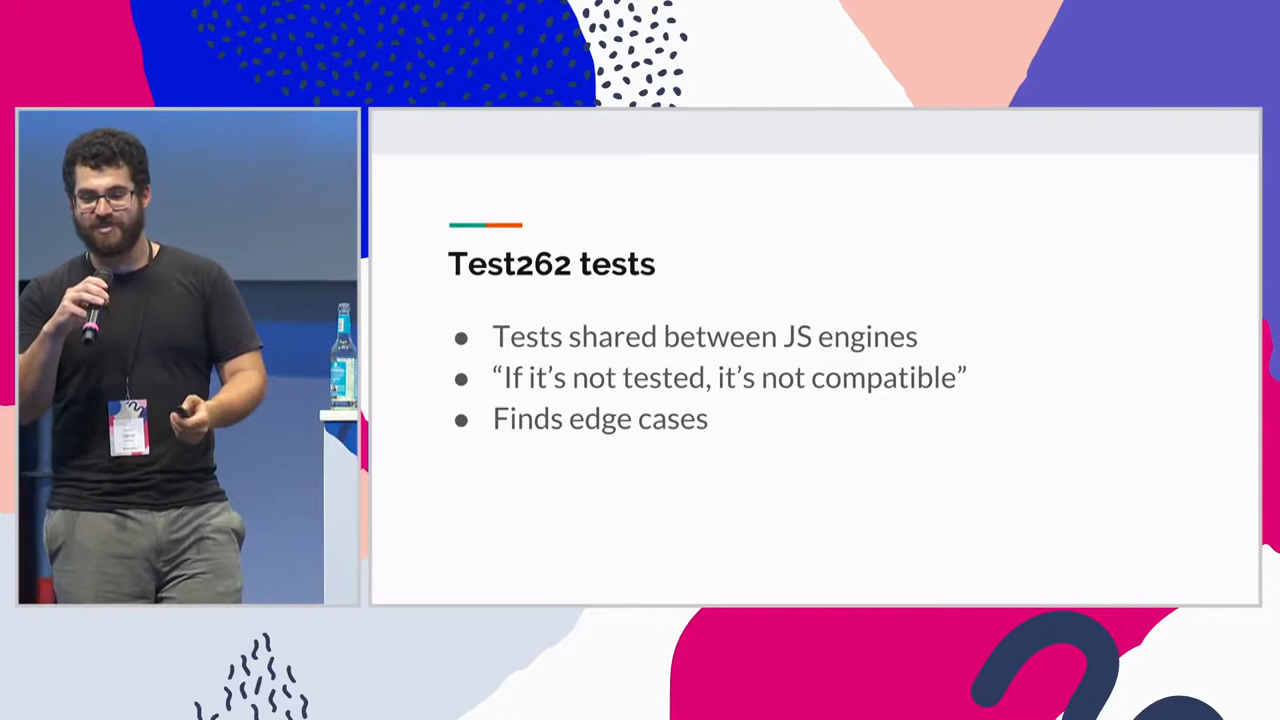 Test262 tests
● Tests shared between JS engines
● “If it’s not tested, it’s not compatible”
● Finds edge cases